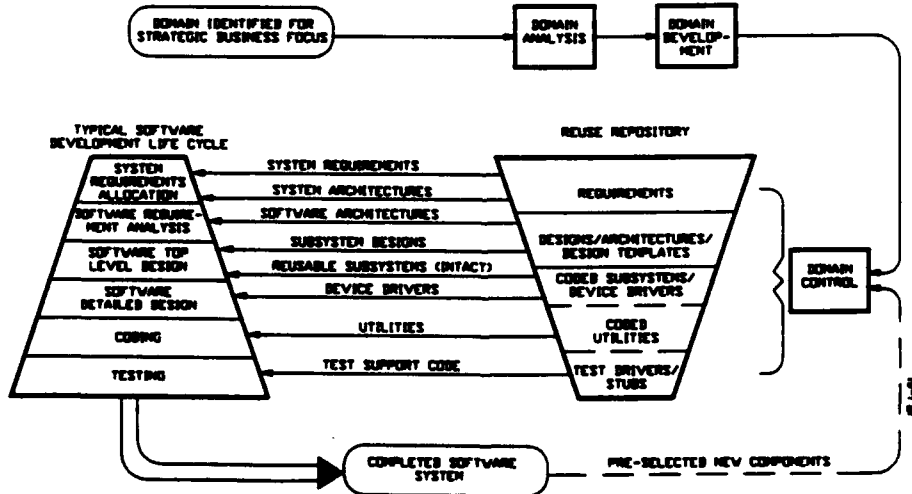 DOMAIN IDENTIFIED FOR
STRATEGIC BUSINESS FOCUS
DOMAIN
ANALYSIS
DOMAIN
DEVELOP-
MENT
TYPICAL SOFTWARE
DEVELOPMENT LIFE CYCLE
REUSE REPOSITORY
SYSTEM
REQUIREMENTS
ALLOCATION
SOFTWARE REQUIRE-
MENT ANALYSIS
SOFTWARE TOP
LEVEL DESIGN
SOFTWARE
DETAILED DESIGN
CODING
TESTING
SYSTEM REQUIREMENTS
SYSTEM ARCHITECTURES
SOFTWARE ARCHITECTURES
SUBSYSTEM DESIGNS
REUSABLE SUBSYSTEMS (INTACT)
DEVICE DRIVERS
UTILITIES
TEST SUPPORT CODE
REQUIREMENTS
DESIGNS/ARCHITECTURES/
DESIGN TEMPLATES
CODED SUBSYSTEMS/
DEVICE DRIVERS
CODED
UTILITIES
TEST DRIVERS/
STUBS
DOMAIN
CONTROL
COMPLETED SOFTWARE
SYSTEM
PRE-SELECTED NEW COMPONENTS